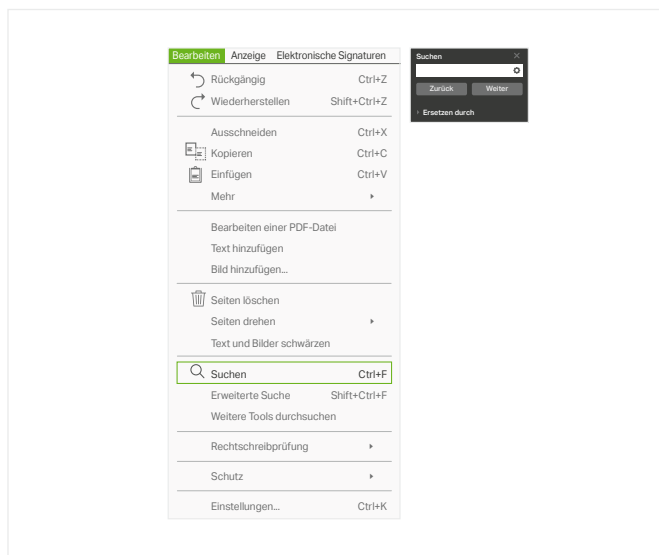 Bearbeiten Anzeige Elektronische Signaturen
Rückgängig Ctrl+Z
Wiederherstellen Shift+Ctrl+Z
Ausschneiden Ctrl+X
Kopieren Ctrl+C
Einfügen Ctrl+V
Mehr
Bearbeiten einer PDF-Datei
Text hinzufügen
Bild hinzufügen...
Seiten löschen
Seiten drehen
Text und Bilder schwärzen
Suchen Ctrl+F
Erweiterte Suche Shift+Ctrl+F
Weitere Tools durchsuchen
Rechtschreibprüfung
Schutz
Einstellungen... Ctrl+K
Suchen
Zurück Weiter
Ersetzen durch